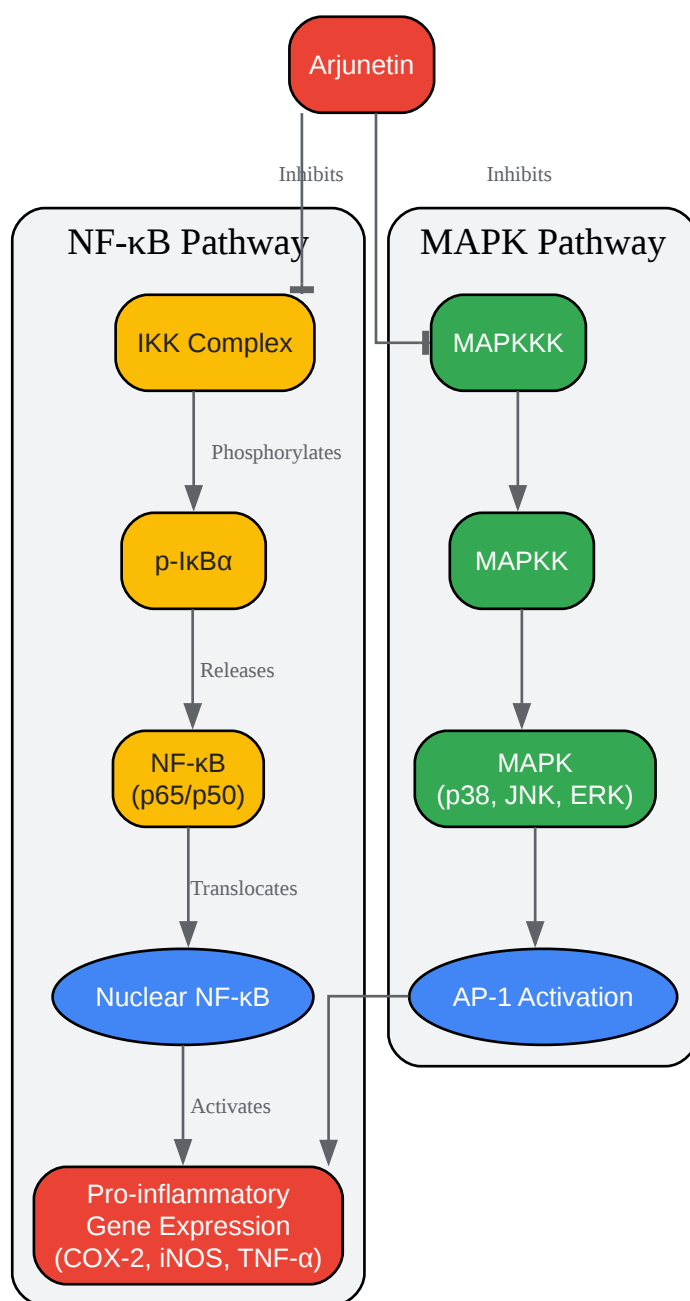 Arjunetin
Inhibits
Inhibits
NF-κB Pathway
MAPK Pathway
IKK Complex
MAPKKK
Phosphorylates
p-IκBα
MAPKK
Releases
NF-κB
(p65/p50)
MAPK
(p38, JNK, ERK)
Translocates
Nuclear NF-κB
AP-1 Activation
Activates
Pro-inflammatory
Gene Expression
(COX-2, iNOS, TNF-α)